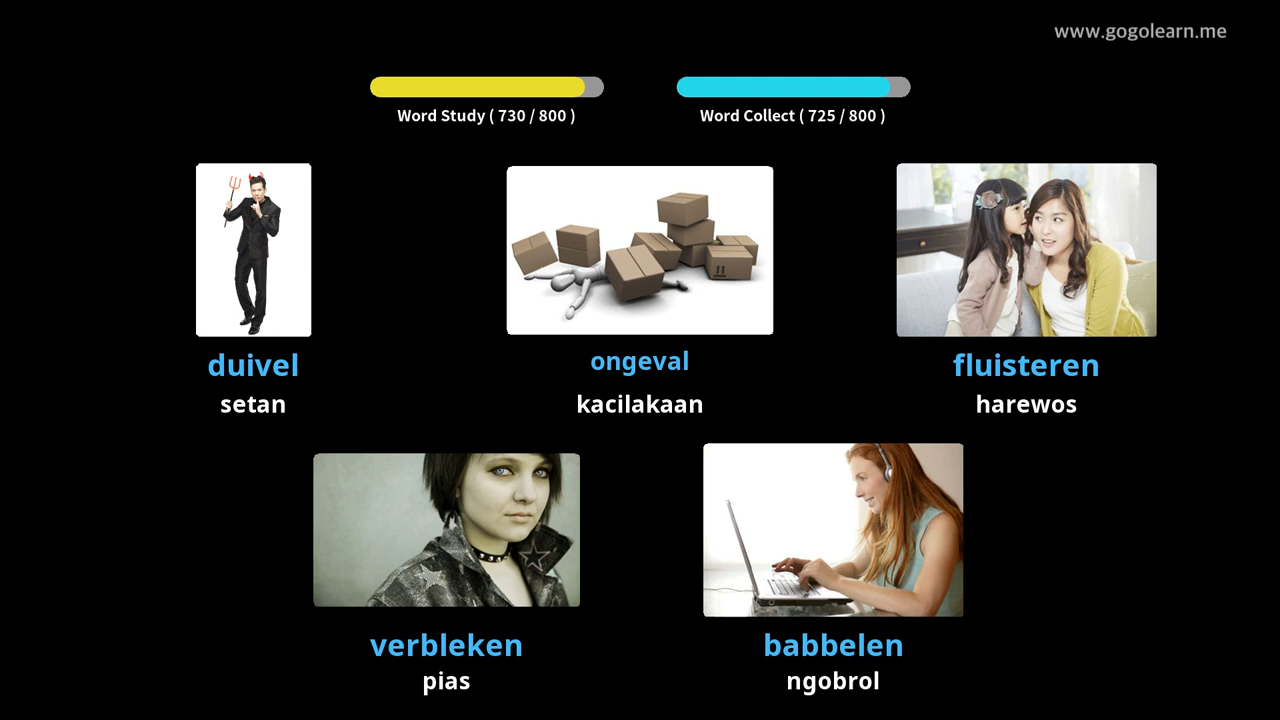 www.gogolearn.me
Word Study ( 730 / 800 )
Word Collect ( 725 / 800 )
duivel
setan
ongeval
kacilakaan
fluisteren
harewos
verbleken
pias
babbelen
ngobrol